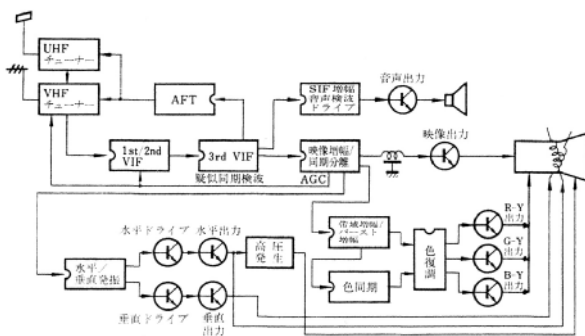 UHF
チューナー
VHF
チューナー
AFT
SIF 増幅
音声検波
ドライブ
音声出力
1st/2nd
VIF
3rd VIF
疑似同期検波
映像増幅/
同期分離
AGC
映像出力
水平ドライブ
水平出力
高圧
発生
帯域増幅/
バースト
増幅
色復調
R-Y
出力
G-Y
出力
B-Y
出力
水平/
垂直発振
色同期
垂直ドライブ
垂直
出力